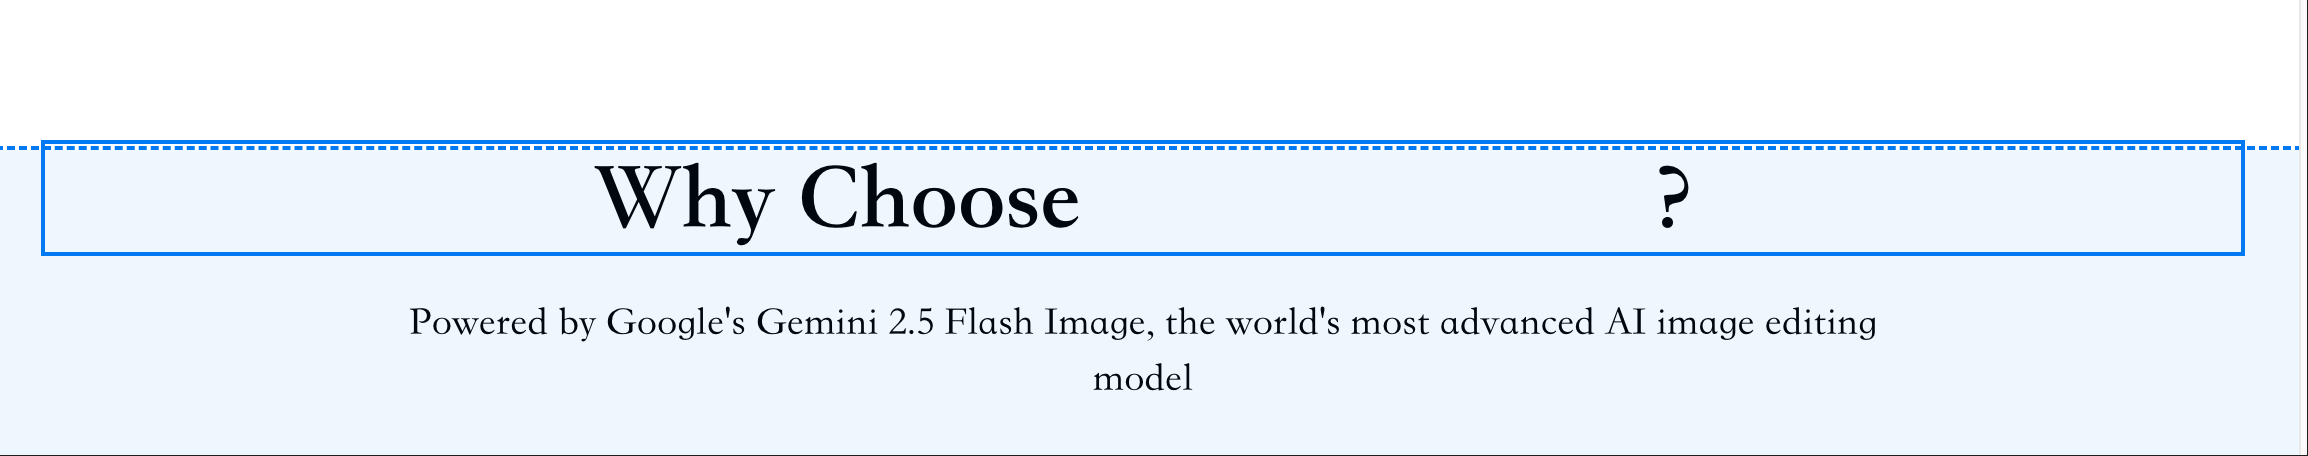 Why Choose ?
Powered by Google's Gemini 2.5 Flash Image, the world's most advanced AI image editing
model